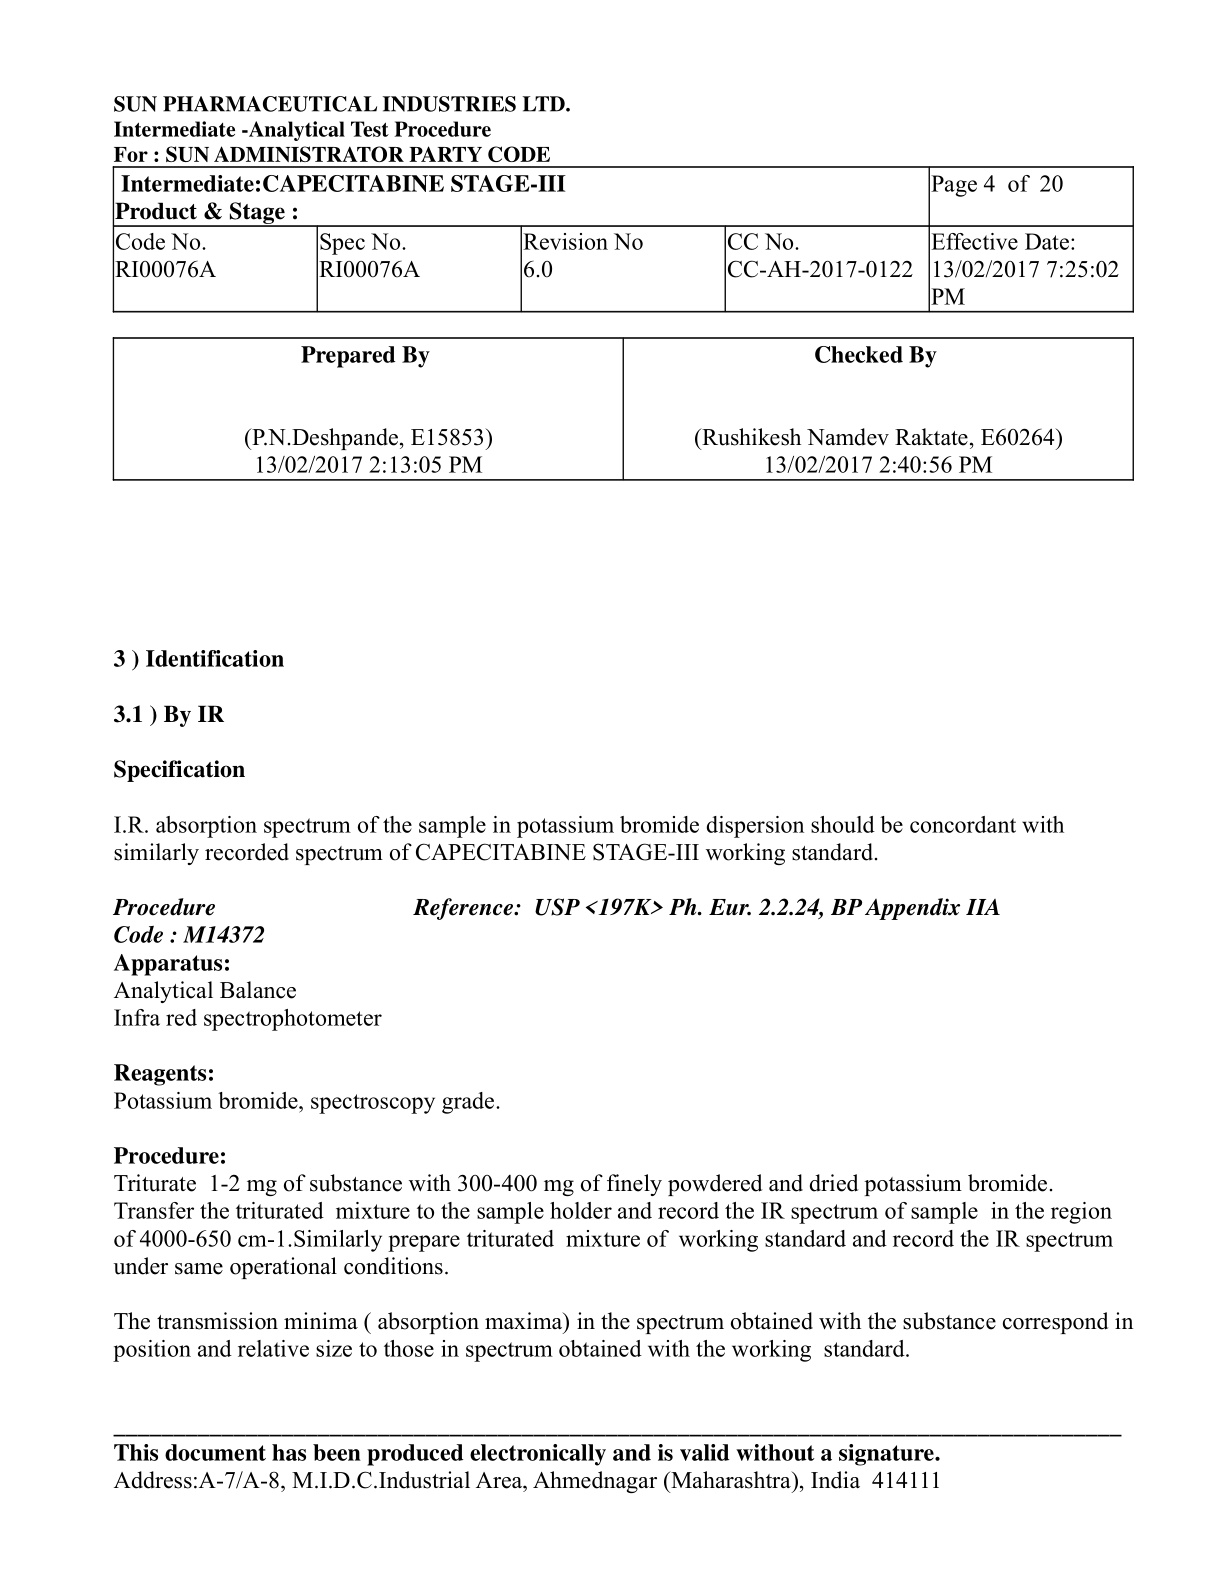 SUN PHARMACEUTICAL INDUSTRIES LTD.
Intermediate -Analytical Test Procedure
For : SUN ADMINISTRATOR PARTY CODE
Intermediate:CAPECITABINE STAGE-III
Product & Stage :
Page 4 of 20
Code No.
RI00076A
Spec No.
RI00076A
Revision No
6.0
CC No.
CC-AH-2017-0122
Effective Date:
13/02/2017 7:25:02
PM
Prepared By
(P.N.Deshpande, E15853)
13/02/2017 2:13:05 PM
Checked By
(Rushikesh Namdev Raktate, E60264)
13/02/2017 2:40:56 PM
3 ) Identification
3.1 ) By IR
Specification
I.R. absorption spectrum of the sample in potassium bromide dispersion should be concordant with
similarly recorded spectrum of CAPECITABINE STAGE-III working standard.
Procedure Reference: USP <197K> Ph. Eur. 2.2.24, BP Appendix IIA
Code : M14372
Apparatus:
Analytical Balance
Infra red spectrophotometer
Reagents:
Potassium bromide, spectroscopy grade.
Procedure:
Triturate 1-2 mg of substance with 300-400 mg of finely powdered and dried potassium bromide.
Transfer the triturated mixture to the sample holder and record the IR spectrum of sample in the region
of 4000-650 cm-1.Similarly prepare triturated mixture of working standard and record the IR spectrum
under same operational conditions.
The transmission minima ( absorption maxima) in the spectrum obtained with the substance correspond in
position and relative size to those in spectrum obtained with the working standard.
This document has been produced electronically and is valid without a signature.
Address:A-7/A-8, M.I.D.C.Industrial Area, Ahmednagar (Maharashtra), India 414111